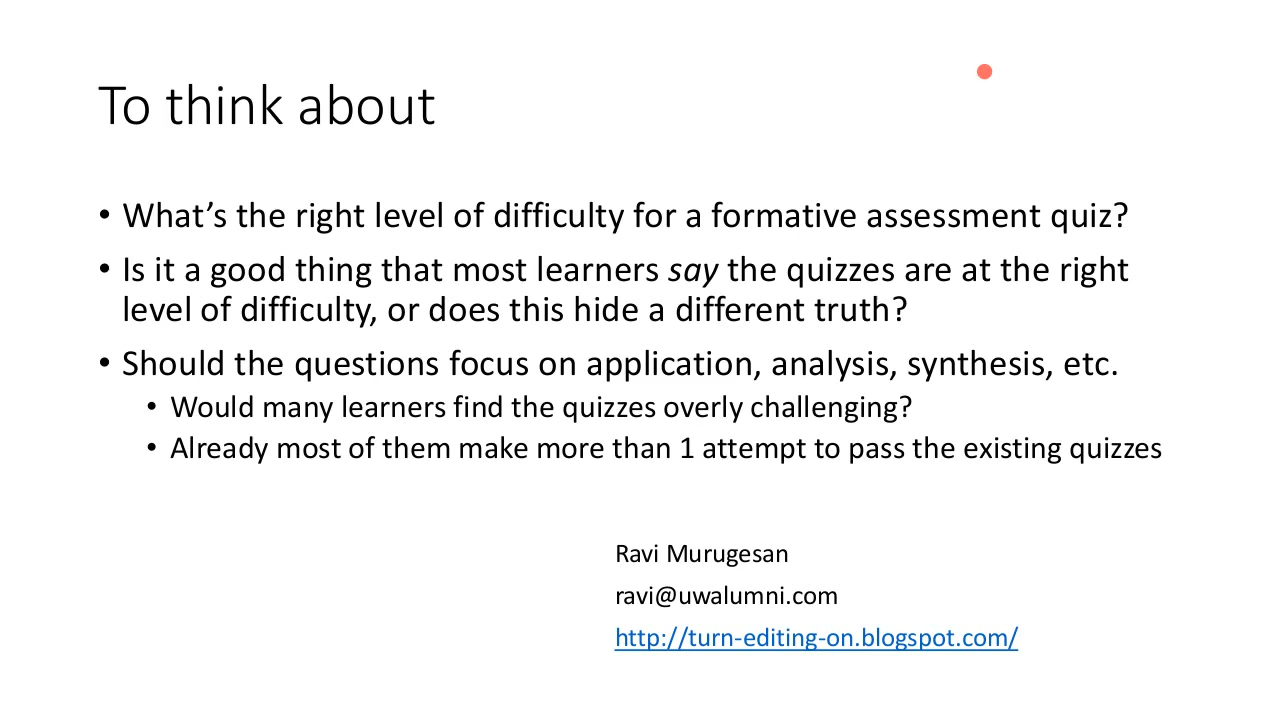 To think about
• What’s the right level of difficulty for a formative assessment quiz?
• Is it a good thing that most learners say the quizzes are at the right
level of difficulty, or does this hide a different truth?
• Should the questions focus on application, analysis, synthesis, etc.
• Would many learners find the quizzes overly challenging?
• Already most of them make more than 1 attempt to pass the existing quizzes
Ravi Murugesan
ravi@uwalumni.com
http://turn-editing-on.blogspot.com/